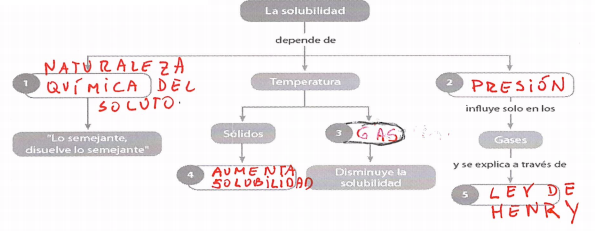 La solubilidad
depende de
1 NATURALEZA
QUÍMICA DEL
SOLUTO.
Temperatura
2 PRESIÓN
influye solo en los
"Lo semejante,
disuelve lo semejante"
Sólidos
3 GAS
Gases
y se explica a través de
4 AUMENTA
SOLUBILIDAD
Disminuye la
solubilidad
5 LEY DE
HENRY